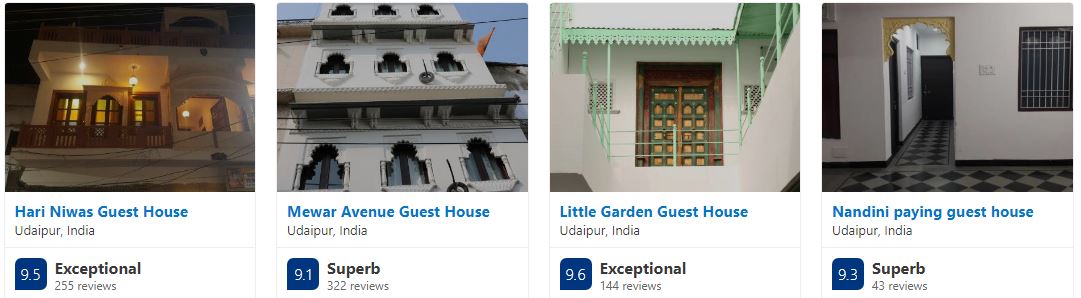 Hari Niwas Guest House
Udaipur, India
9.5 Exceptional
255 reviews
Mewar Avenue Guest House
Udaipur, India
9.1 Superb
322 reviews
Little Garden Guest House
Udaipur, India
9.6 Exceptional
144 reviews
Nandini paying guest house
Udaipur, India
9.3 Superb
43 reviews